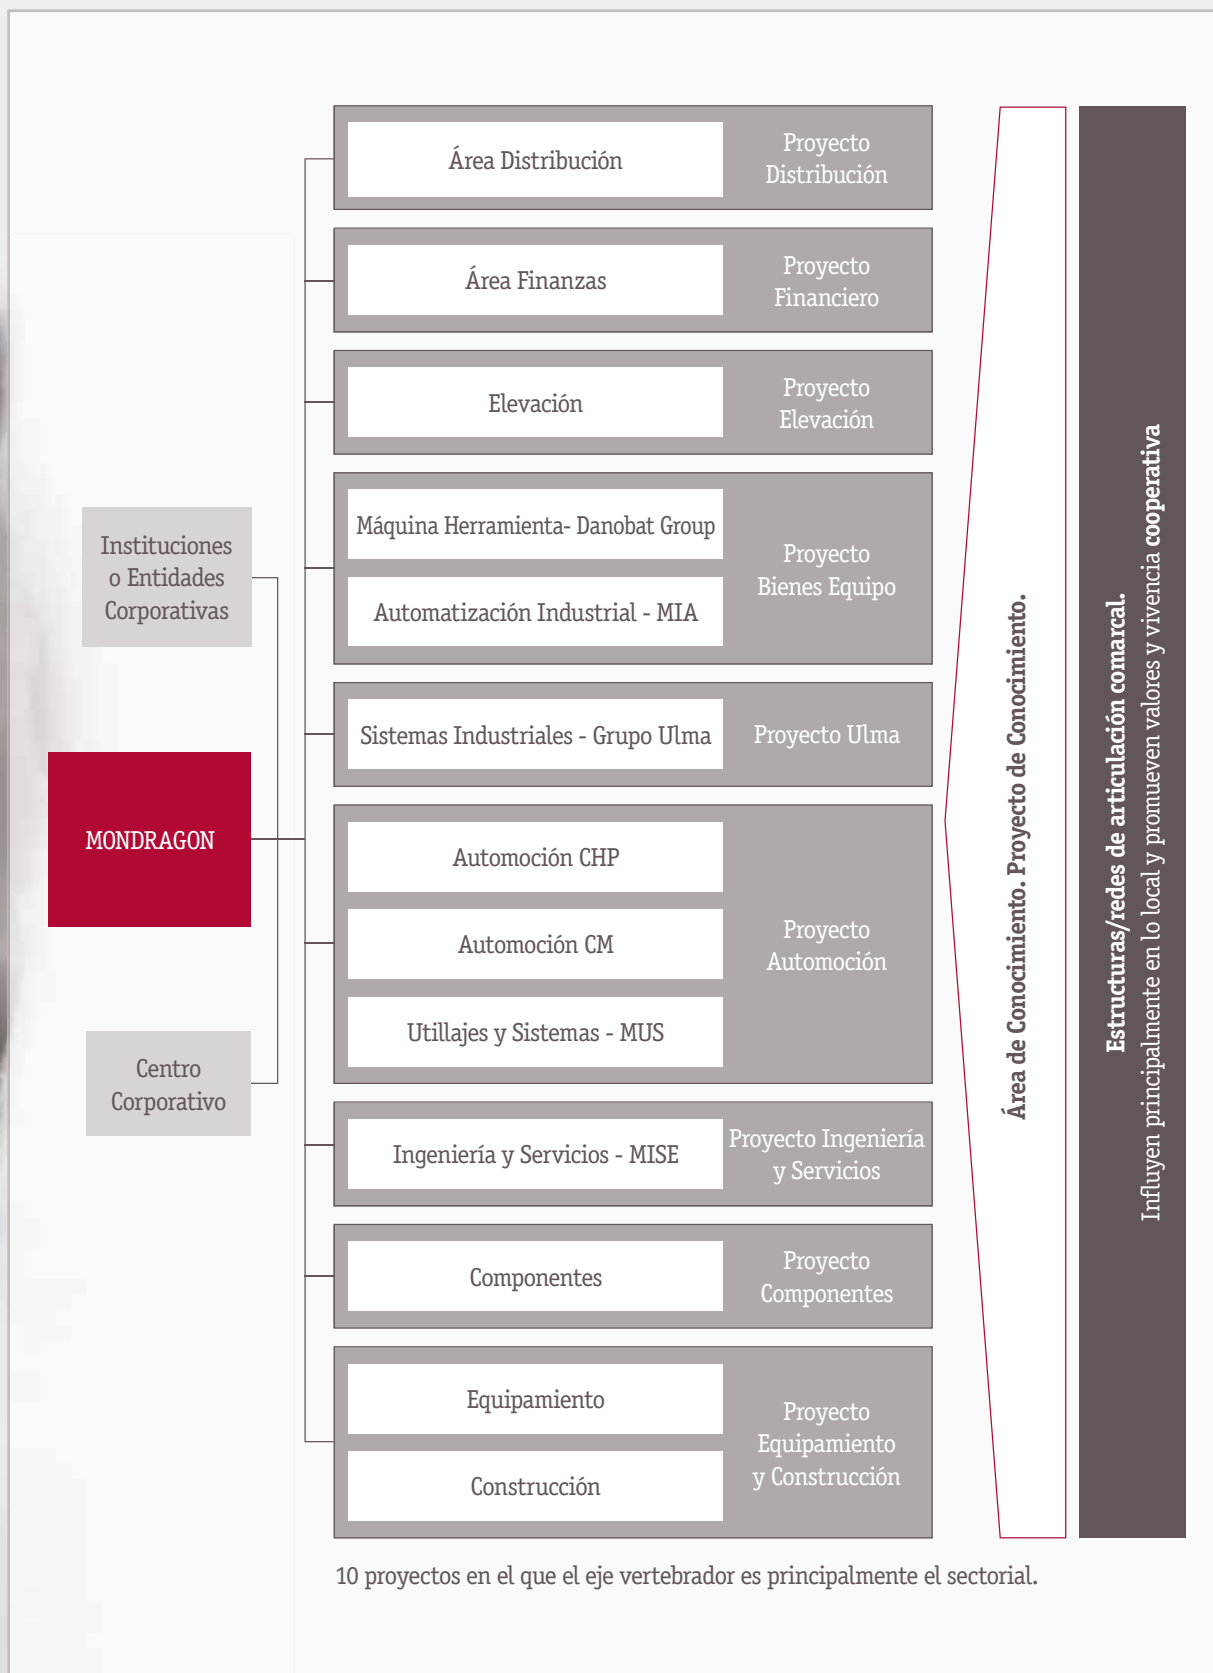 Área Distribución
Proyecto
Distribución
Área Finanzas
Proyecto
Financiero
Elevación
Proyecto
Elevación
Máquina Herramienta- Danobat Group
Automatización Industrial - MIA
Proyecto
Bienes Equipo
Instituciones
o Entidades
Corporativas
Sistemas Industriales - Grupo Ulma
Proyecto Ulma
MONDRAGON
Automoción CHP
Automoción CM
Utillajes y Sistemas - MUS
Proyecto
Automoción
Centro
Corporativo
Ingeniería y Servicios - MISE
Proyecto Ingeniería
y Servicios
Componentes
Proyecto
Componentes
Equipamiento
Construcción
Proyecto
Equipamiento
y Construcción
Área de Conocimiento. Proyecto de Conocimiento.
Estructuras/redes de articulación comarcal.
Influyen principalmente en lo local y promueven valores y vivencia cooperativa
10 proyectos en el que el eje vertebrador es principalmente el sectorial.